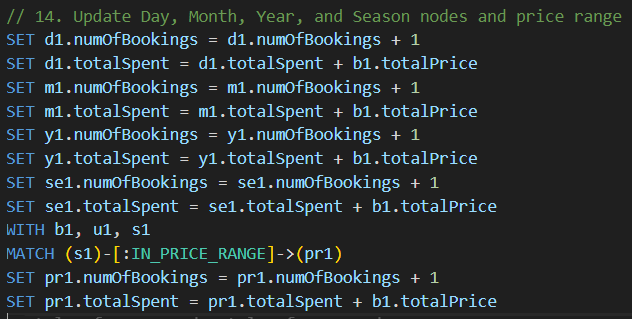 // 14. Update Day, Month, Year, and Season nodes and price range
SET d1.numOfBookings = d1.numOfBookings + 1
SET d1.totalSpent = d1.totalSpent + b1.totalPrice
SET m1.numOfBookings = m1.numOfBookings + 1
SET m1.totalSpent = m1.totalSpent + b1.totalPrice
SET y1.numOfBookings = y1.numOfBookings + 1
SET y1.totalSpent = y1.totalSpent + b1.totalPrice
SET se1.numOfBookings = se1.numOfBookings + 1
SET se1.totalSpent = se1.totalSpent + b1.totalPrice
WITH b1, u1, s1
MATCH (s1)-[:IN_PRICE_RANGE]->(pr1)
SET pr1.numOfBookings = pr1.numOfBookings + 1
SET pr1.totalSpent = pr1.totalSpent + b1.totalPrice